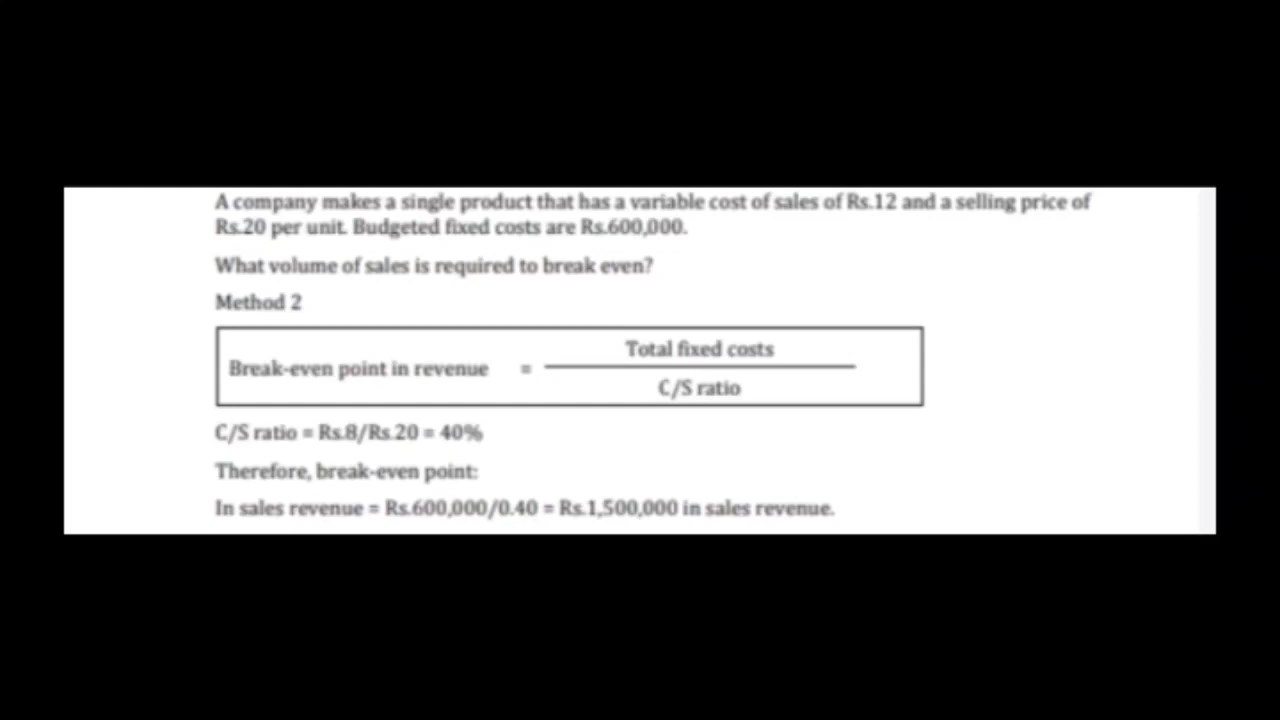 A company makes a single product that has a variable cost of sales of Rs.12 and a selling price of
Rs.20 per unit. Budgeted fixed costs are Rs.600,000.
What volume of sales is required to break even?
Method 2
Break-even point in revenue = Total fixed costs
C/S ratio
C/S ratio = Rs.8/Rs.20 = 40%
Therefore, break-even point:
In sales revenue = Rs.600,000/0.40 = Rs.1,500,000 in sales revenue.